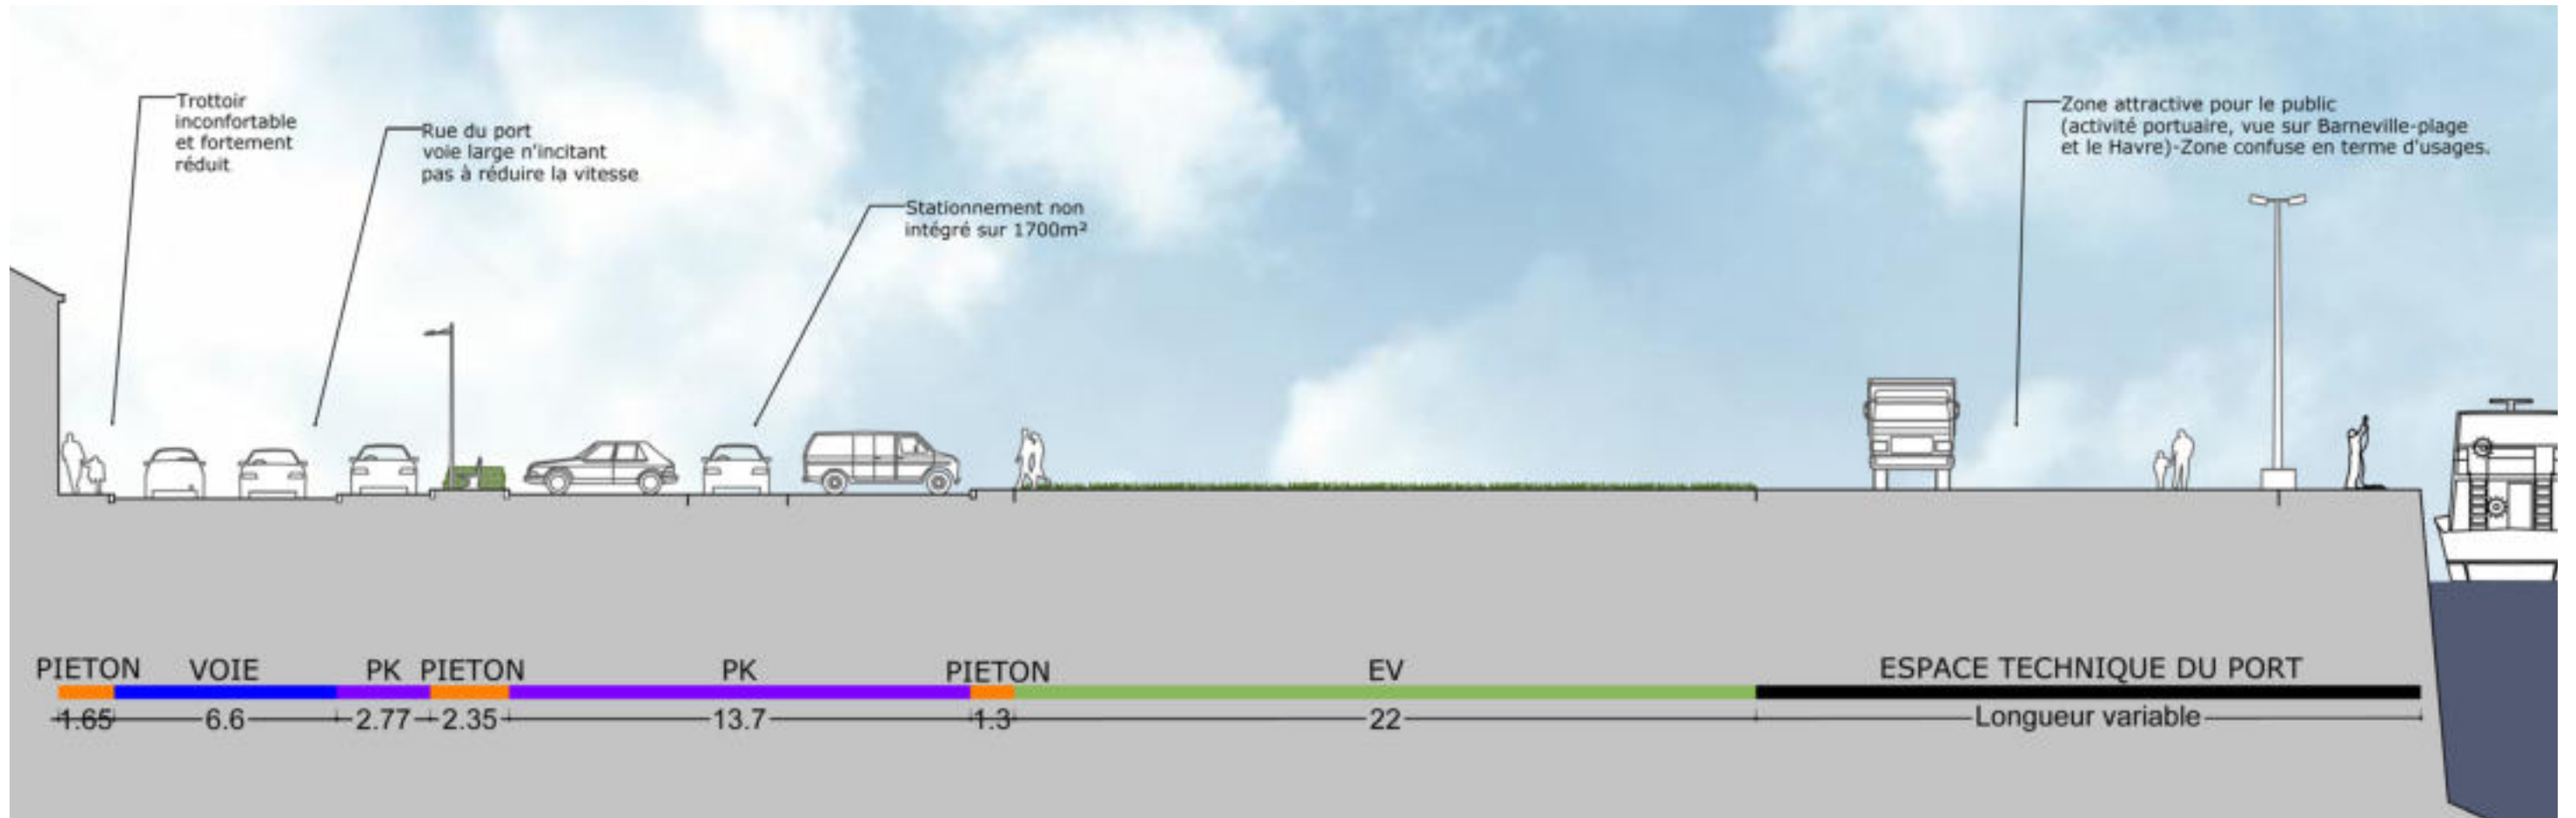 Trottoir
inconfortable
et fortement
réduit
Rue du port
voie large n'incitant
pas à réduire la vitesse
Stationnement non
intégré sur 1700m²
Zone attractive pour le public
(activité portuaire, vue sur Barneville-plage
et le Havre)-Zone confuse en terme d'usages.
PIETON VOIE PK PIETON PK PIETON EV ESPACE TECHNIQUE DU PORT
1.65 6.6 2.77 2.35 13.7 1.3 22 Longueur variable